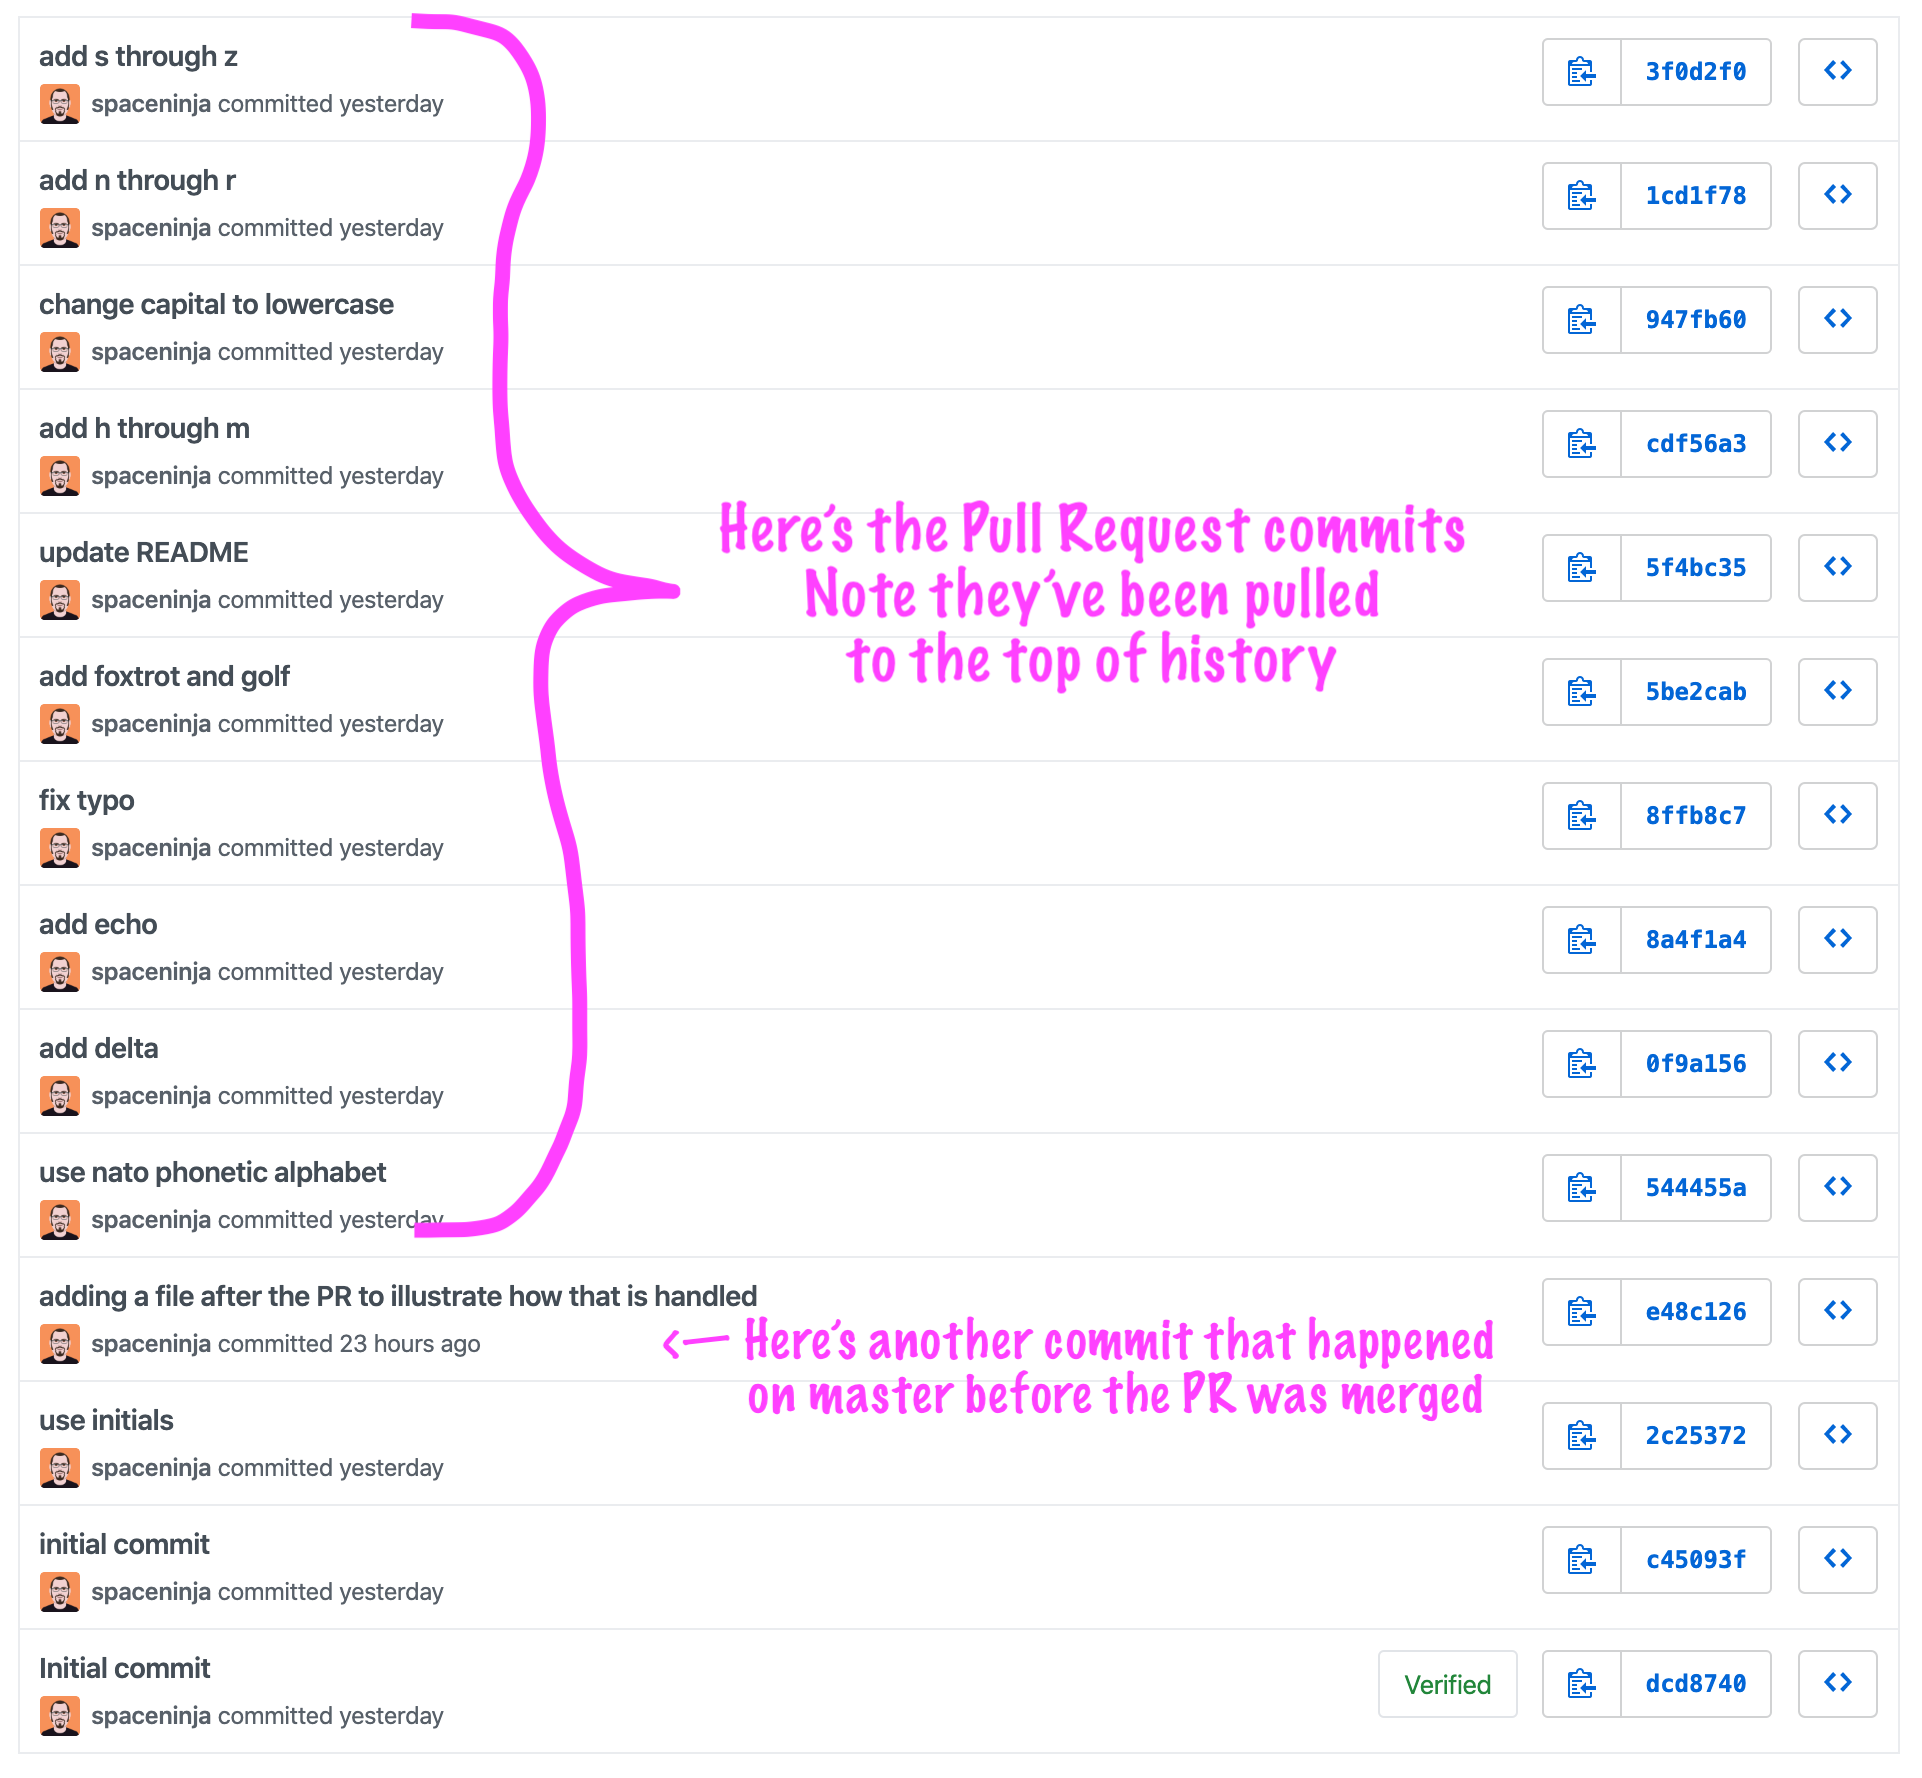 add s through z
spaceninja committed yesterday
3f0d2f0
add n through r
spaceninja committed yesterday
1cd1f78
change capital to lowercase
spaceninja committed yesterday
947fb60
add h through m
spaceninja committed yesterday
cdf56a3
Here's the Pull Request commits
Note they've been pulled
to the top of history
update README
spaceninja committed yesterday
5f4bc35
add foxtrot and golf
spaceninja committed yesterday
5be2cab
fix typo
spaceninja committed yesterday
8ffb8c7
add echo
spaceninja committed yesterday
8a4f1a4
add delta
spaceninja committed yesterday
0f9a156
use nato phonetic alphabet
spaceninja committed yesterday
544455a
adding a file after the PR to illustrate how that is handled
spaceninja committed 23 hours ago
e48c126
Here's another commit that happened
on master before the PR was merged
use initials
spaceninja committed yesterday
2c25372
initial commit
spaceninja committed yesterday
c45093f
Initial commit
spaceninja committed yesterday
Verified
dcd8740